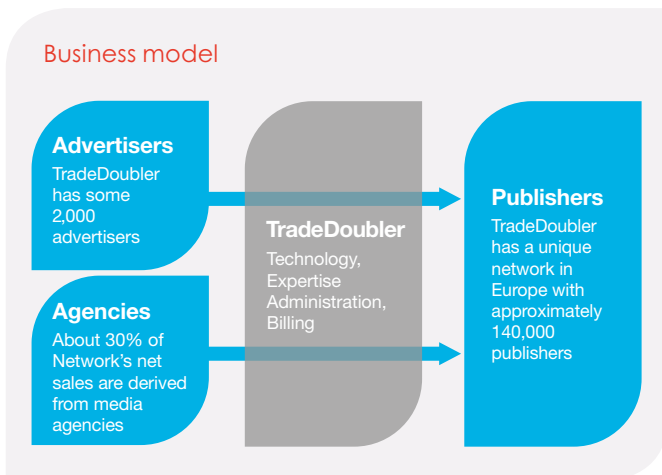 Business model
Advertisers
TradeDoubler
has some
2,000
advertisers
Agencies
About 30% of
Network's net
sales are derived
from media
agencies
TradeDoubler
Technology,
Expertise
Administration,
Billing
Publishers
TradeDoubler
has a unique
network in
Europe with
approximately
140,000
publishers